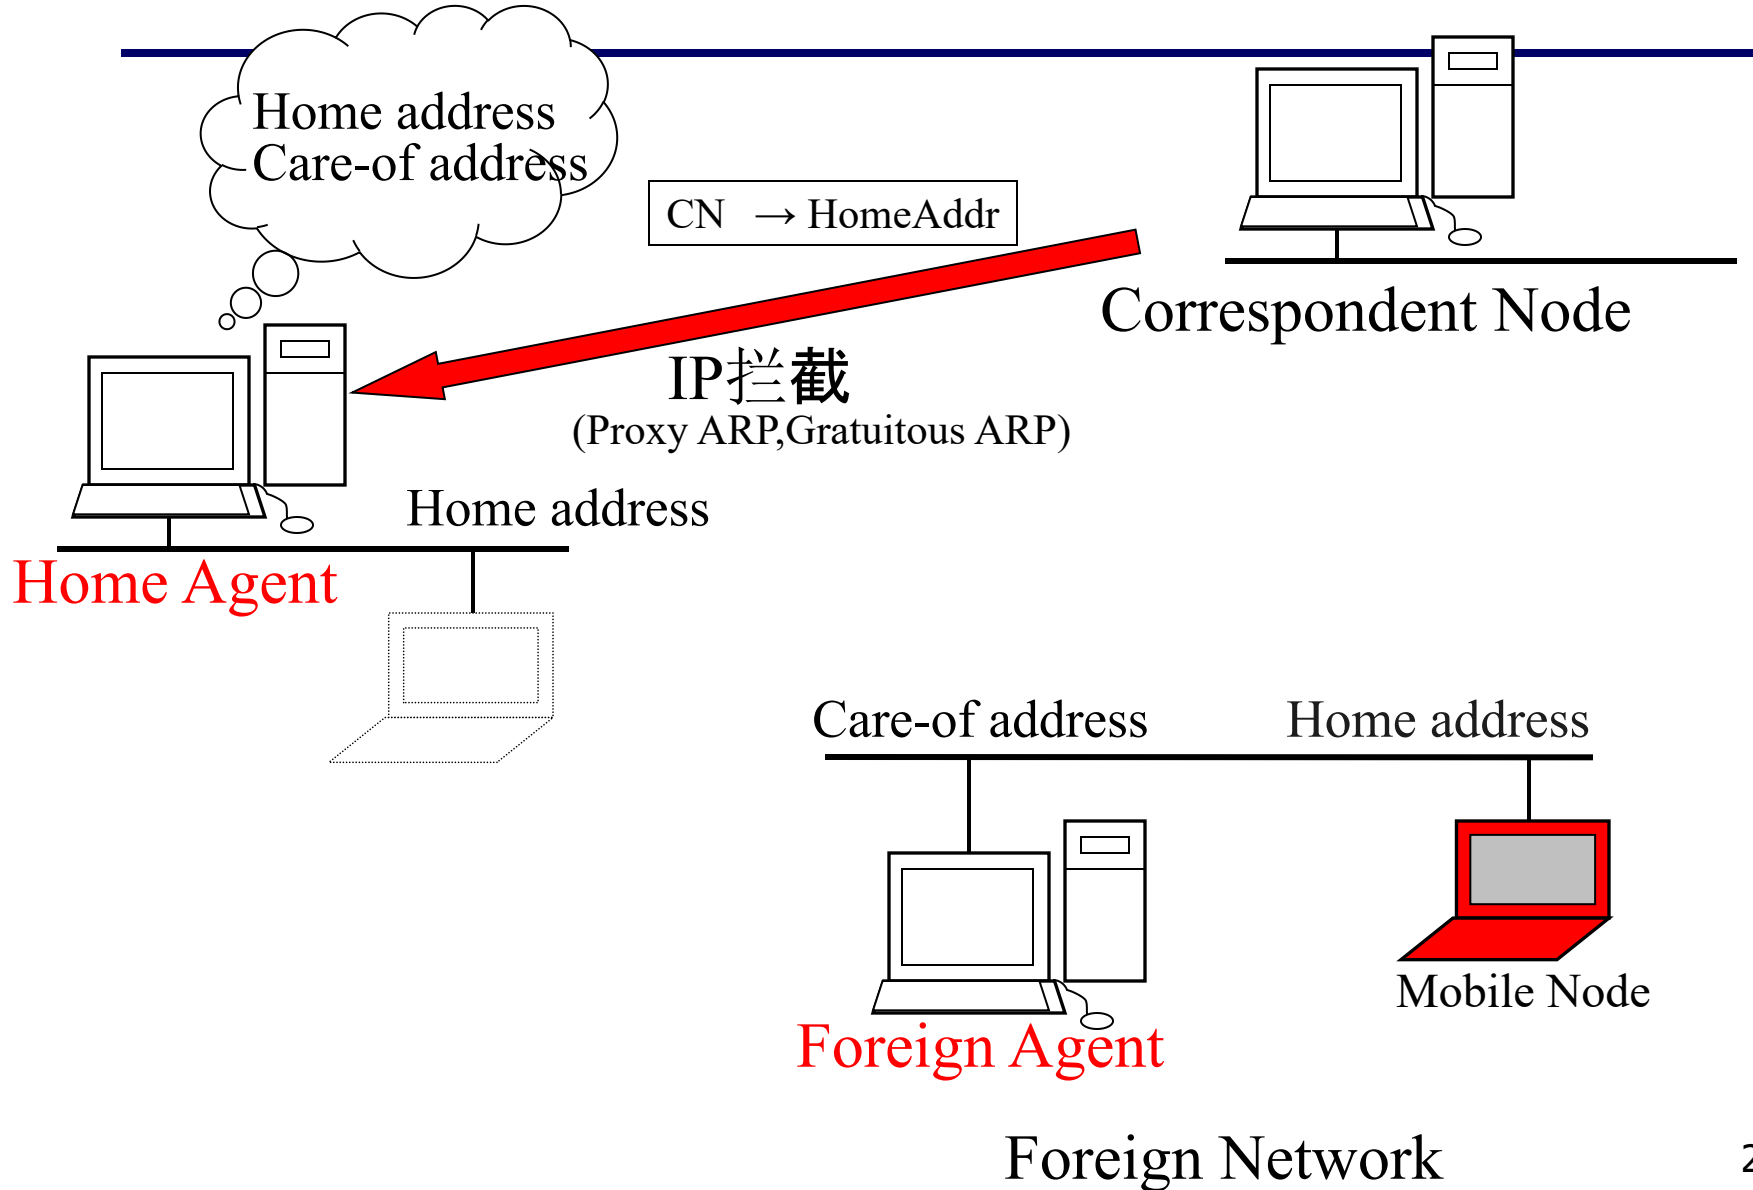 Home address
Care-of address
CN → HomeAddr
Correspondent Node
IP拦截
(Proxy ARP,Gratuitous ARP)
Home address
Home Agent
Care-of address
Home address
Mobile Node
Foreign Agent
Foreign Network
2